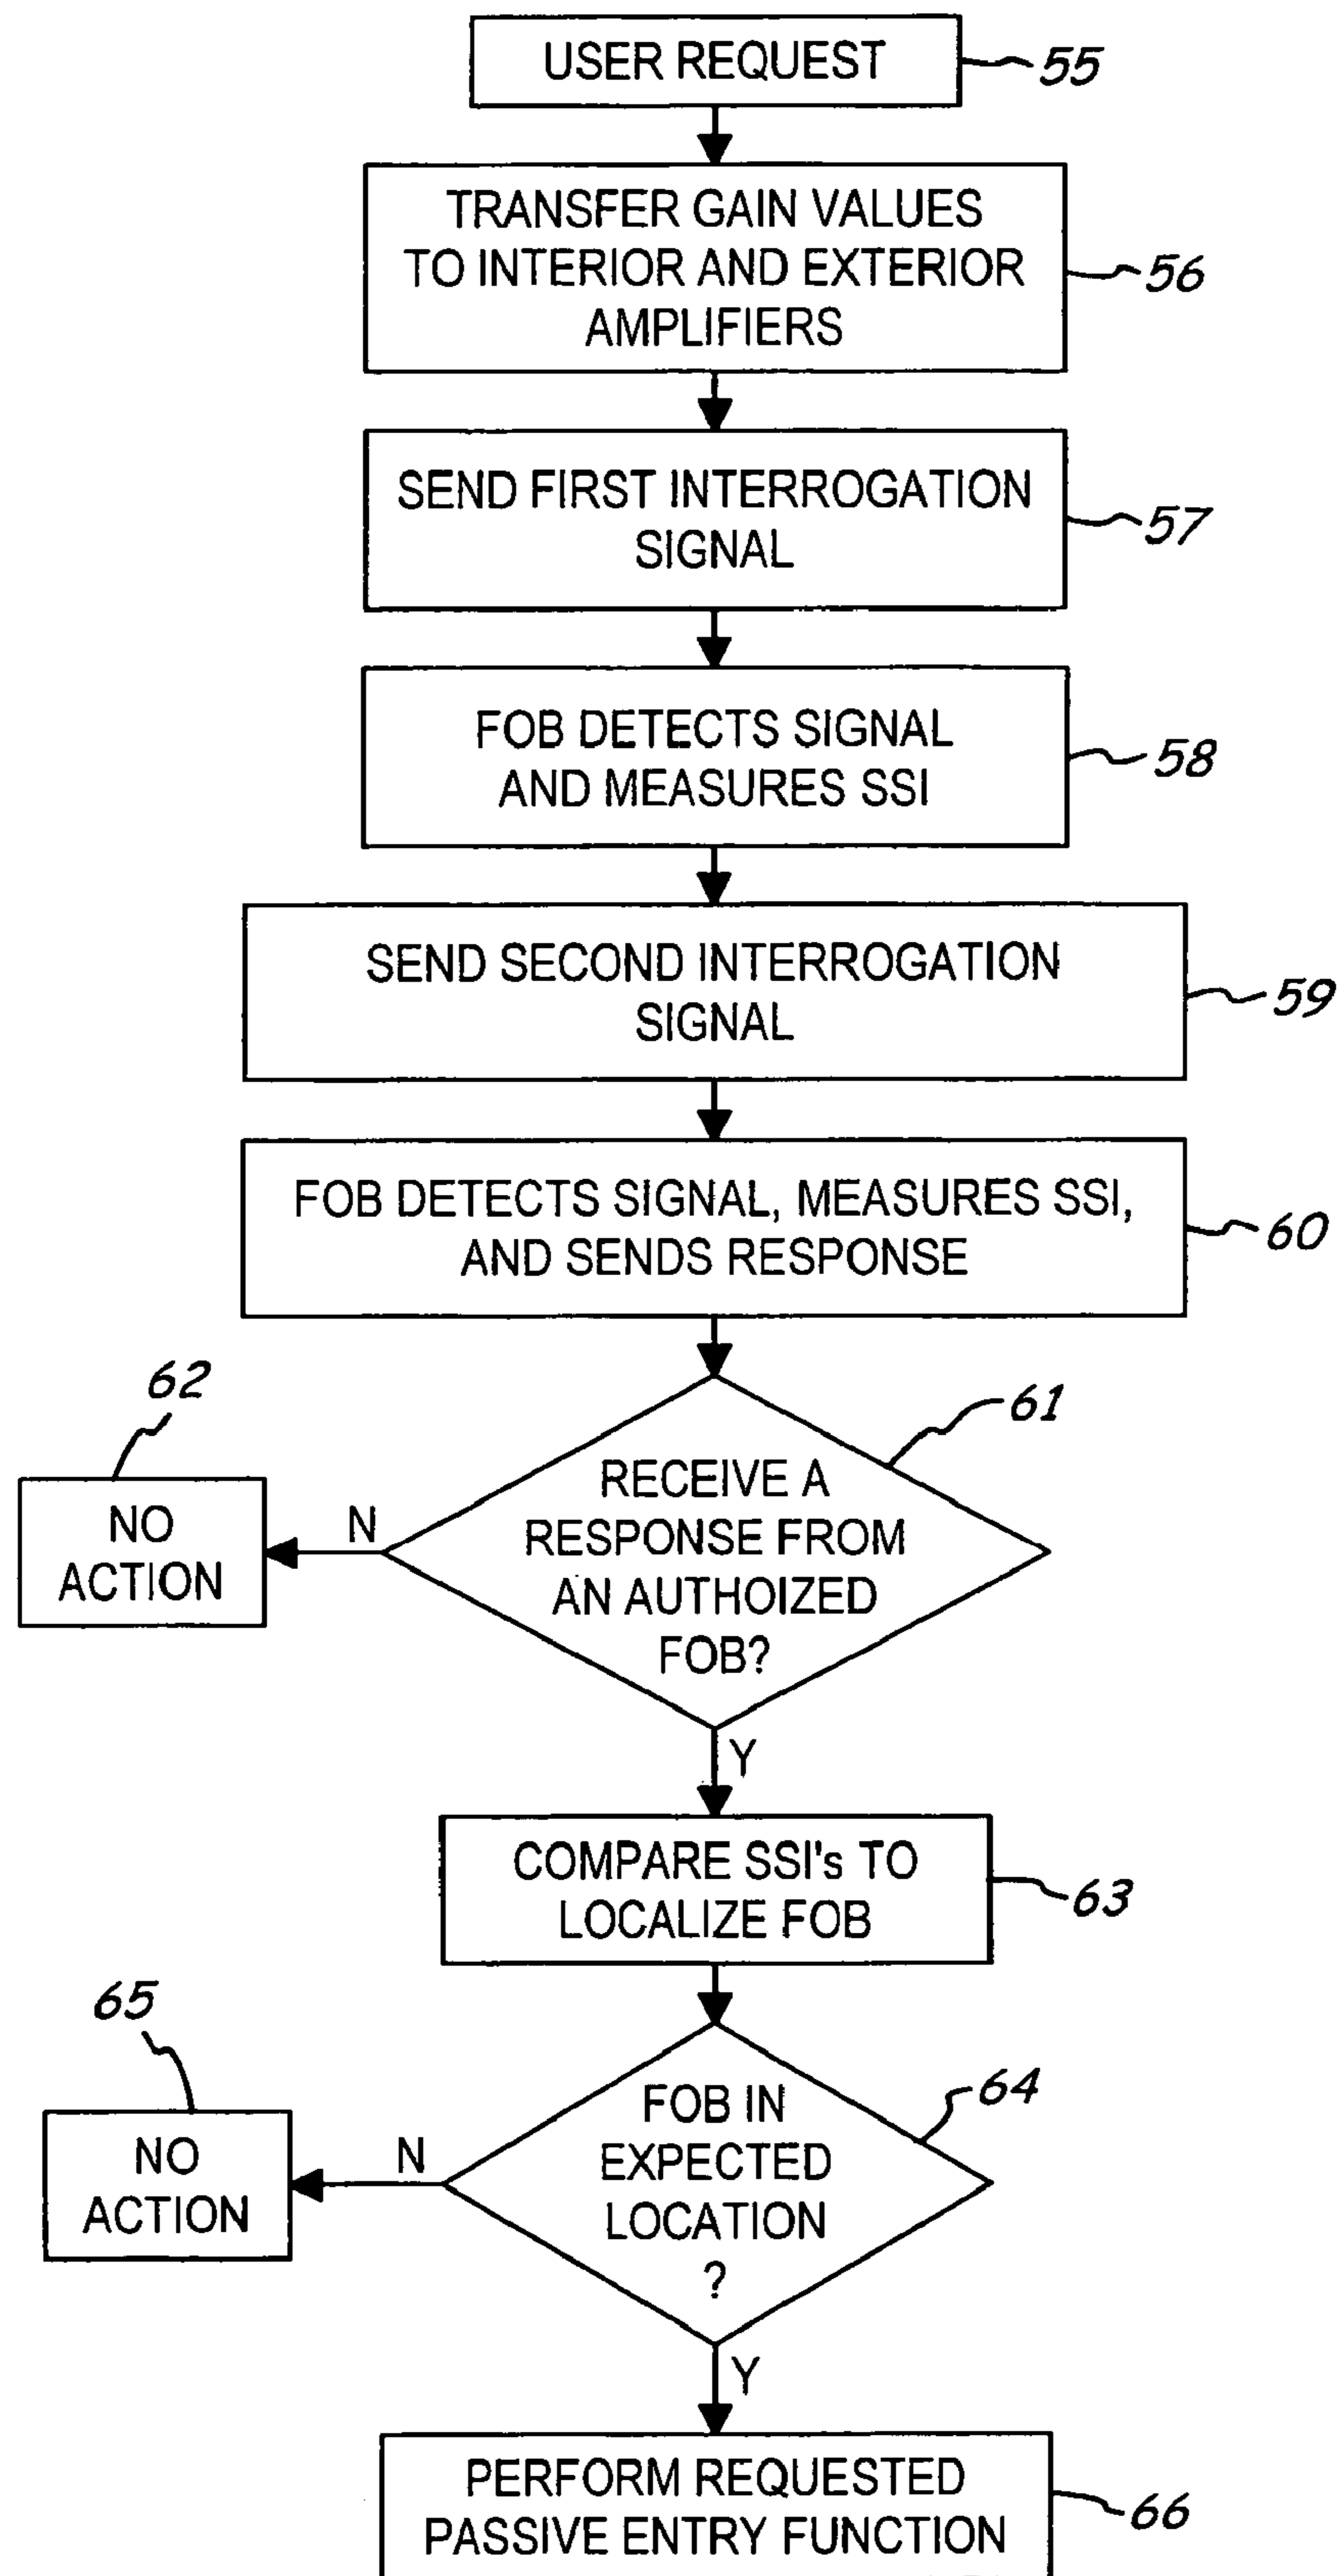 USER REQUEST
55
TRANSFER GAIN VALUES
TO INTERIOR AND EXTERIOR
AMPLIFIERS
56
SEND FIRST INTERROGATION
SIGNAL
57
FOB DETECTS SIGNAL
AND MEASURES SSI
58
SEND SECOND INTERROGATION
SIGNAL
59
FOB DETECTS SIGNAL, MEASURES SSI,
AND SENDS RESPONSE
60
61
RECEIVE A
RESPONSE FROM
AN AUTHOIZED
FOB?
N
62
NO
ACTION
Y
COMPARE SSI's TO
LOCALIZE FOB
63
64
FOB IN
EXPECTED
LOCATION
?
N
65
NO
ACTION
Y
PERFORM REQUESTED
PASSIVE ENTRY FUNCTION
66